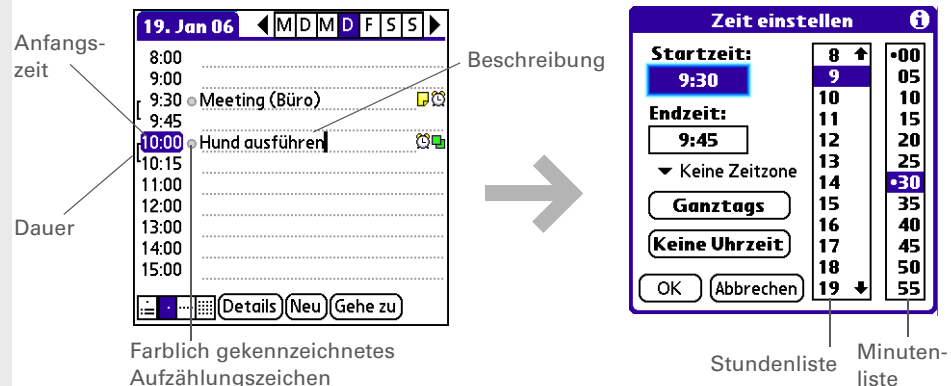 19. Jan 06 M D M D F S S
Anfangs-
zeit
8:00
9:00
9:30 Meeting (Büro)
9:45
10:00 Hund ausführen
10:15
11:00
12:00
13:00
14:00
15:00
Details Neu Gehe zu
Beschreibung
Dauer
Farblich gekennzeichnetes
Aufzählungszeichen
Zeit einstellen
Startzeit:
9:30
Endzeit:
9:45
Keine Zeitzone
Ganztags
Keine Uhrzeit
OK Abbrechen
8
9
10
11
12
13
14
15
16
17
18
19
•00
05
10
15
20
25
•30
35
40
45
50
55
Stundenliste
Minuten-
liste